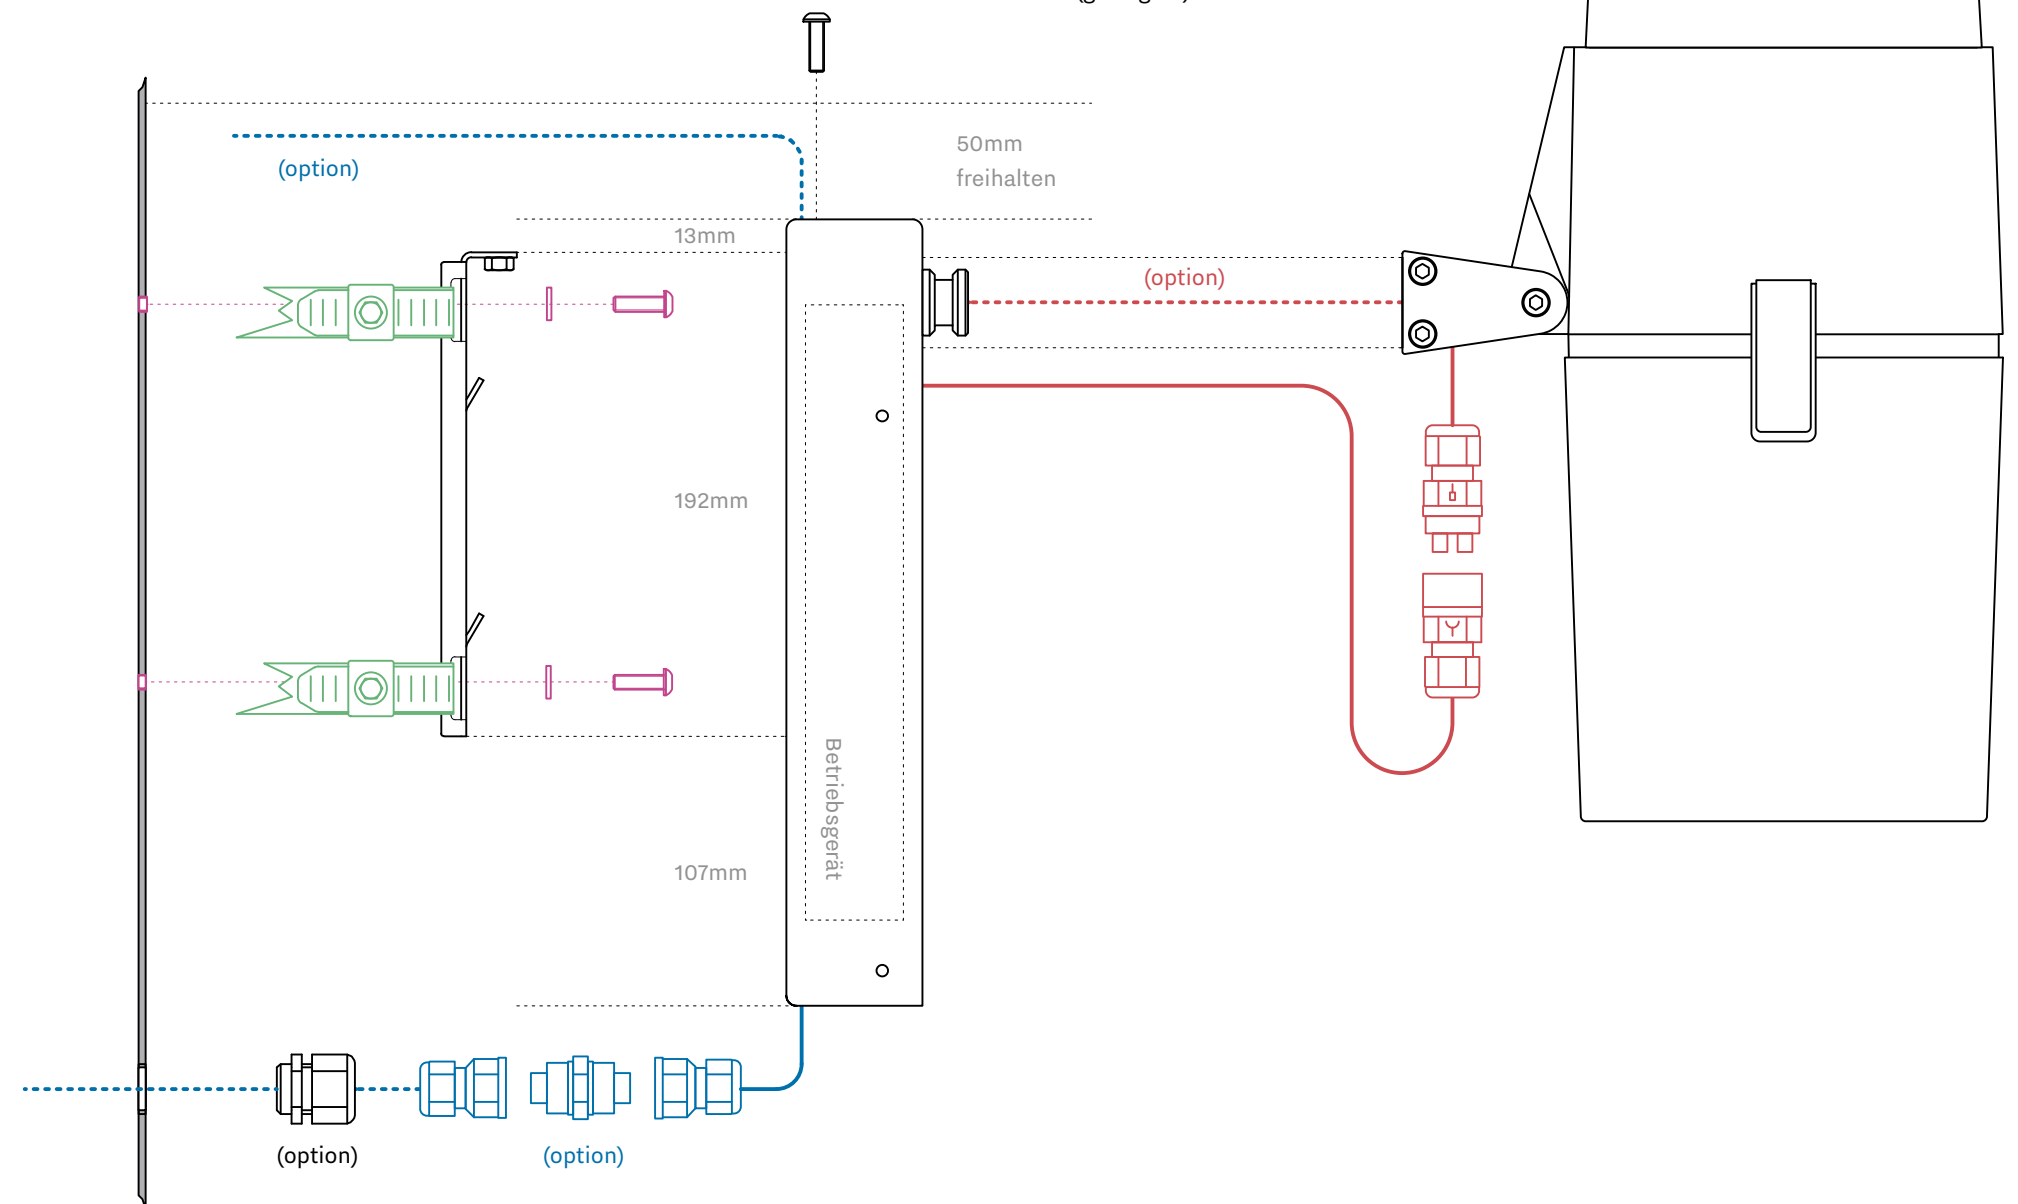 (option)
50mm
freihalten
13mm
(option)
192mm
Betriebsgerät
107mm
(option)
(option)